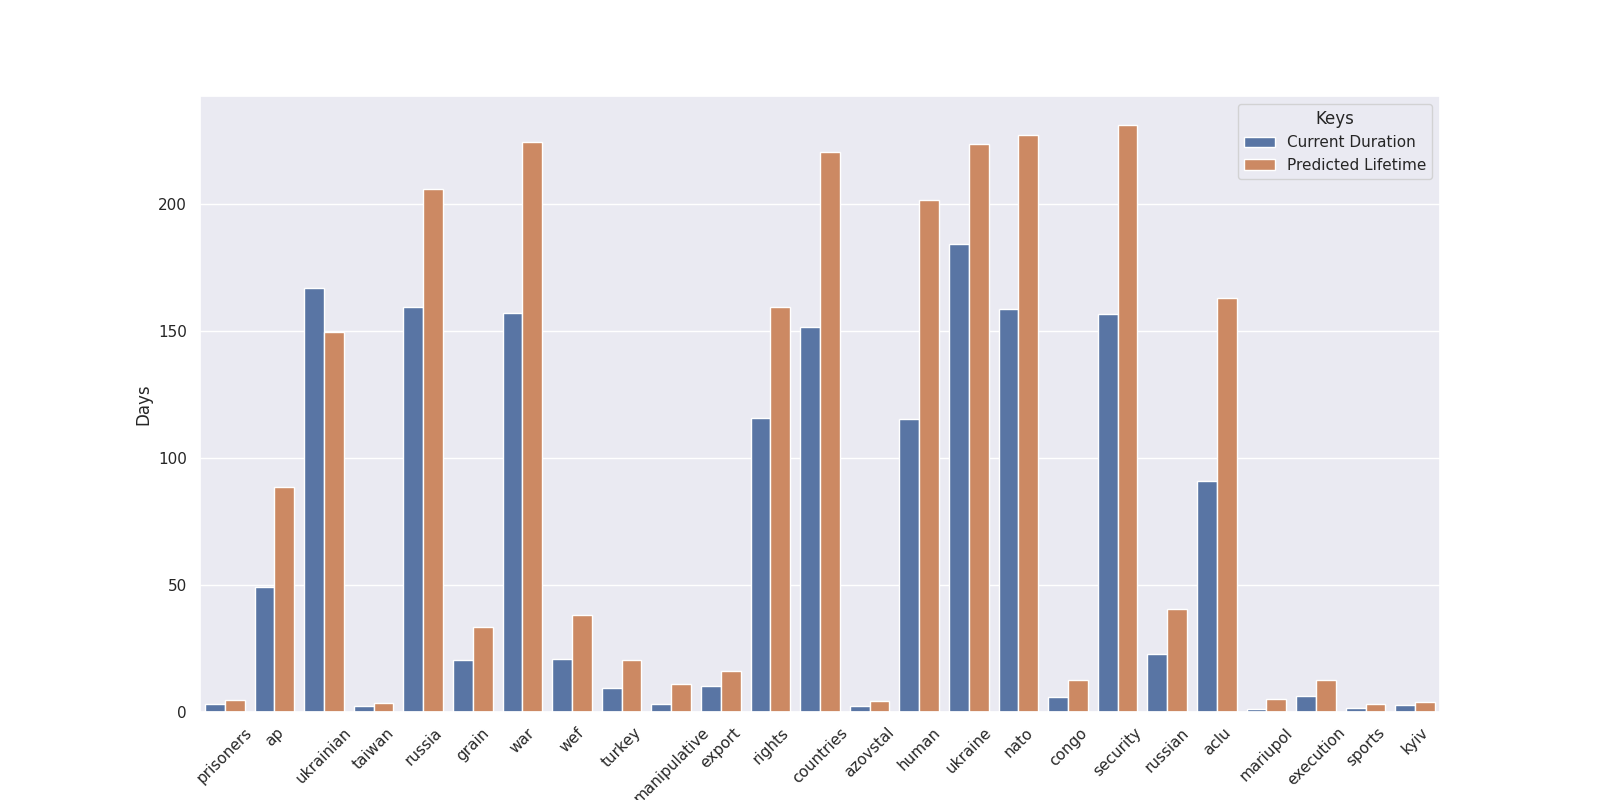 Keys
Current Duration
Predicted Lifetime
Days
200
150
100
50
0
prisoners
ap
ukrainian
taiwan
russia
grain
war
wef
turkey
manipulative
export
rights
countries
azovstal
human
ukraine
nato
congo
security
russian
aclu
mariupol
execution
sports
kyiv